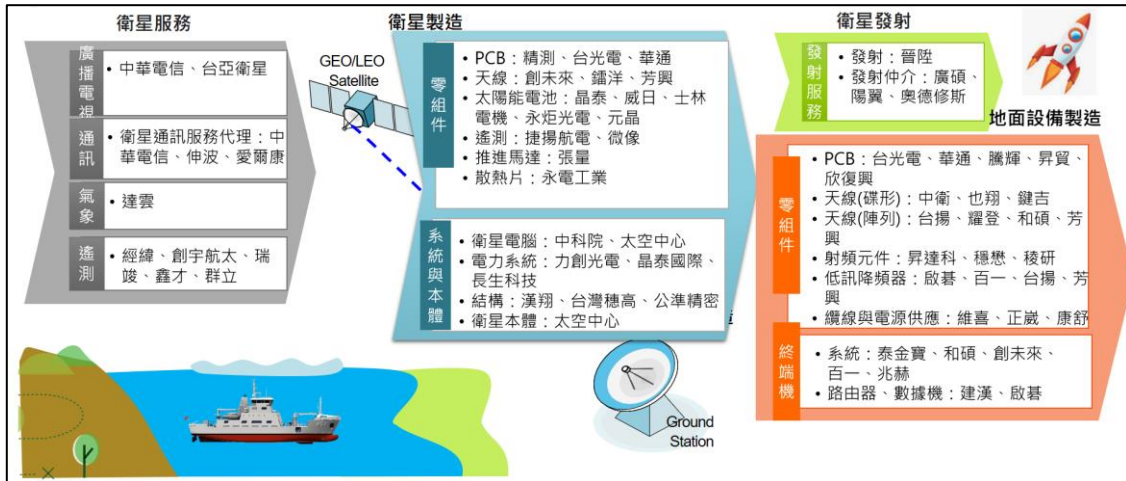 衛星服務
廣播電視
• 中華電信、台亞衛星
通訊
• 衛星通訊服務代理：中
華電信、伸波、愛爾康
氣象
• 達雲
遙測
• 經緯、創宇航太、瑞
竣、鑫才、群立
GEO/LEO
Satellite
衛星製造
零組件
• PCB：精測、台光電、華通
• 天線：創未來、鐳洋、芳興
• 太陽能電池：晶泰、威日、士林
電機、永炬光電、元晶
• 遙測：捷揚航電、微像
• 推進馬達：張量
• 散熱片：永電工業
系統與本體
• 衛星電腦：中科院、太空中心
• 電力系統：力創光電、晶泰國際、
長生科技
• 結構：漢翔、台灣穗高、公準精密
• 衛星本體：太空中心
Ground
Station
衛星發射
發射服務
• 發射：晉陞
• 發射仲介：廣碩、
陽翼、奧德修斯
地面設備製造
零組件
• PCB：台光電、華通、騰輝、昇貿、
欣復興
• 天線(碟形)：中衛、也翔、鍵吉
• 天線(陣列)：台揚、耀登、和碩、芳
興
• 射頻元件：昇達科、穩懋、稜研
• 低訊降頻器：啟碁、百一、台揚、芳
興
• 纜線與電源供應：維喜、正崴、康舒
終端機
• 系統：泰金寶、和碩、創未來、
百一、兆赫
• 路由器、數據機：建漢、啟碁